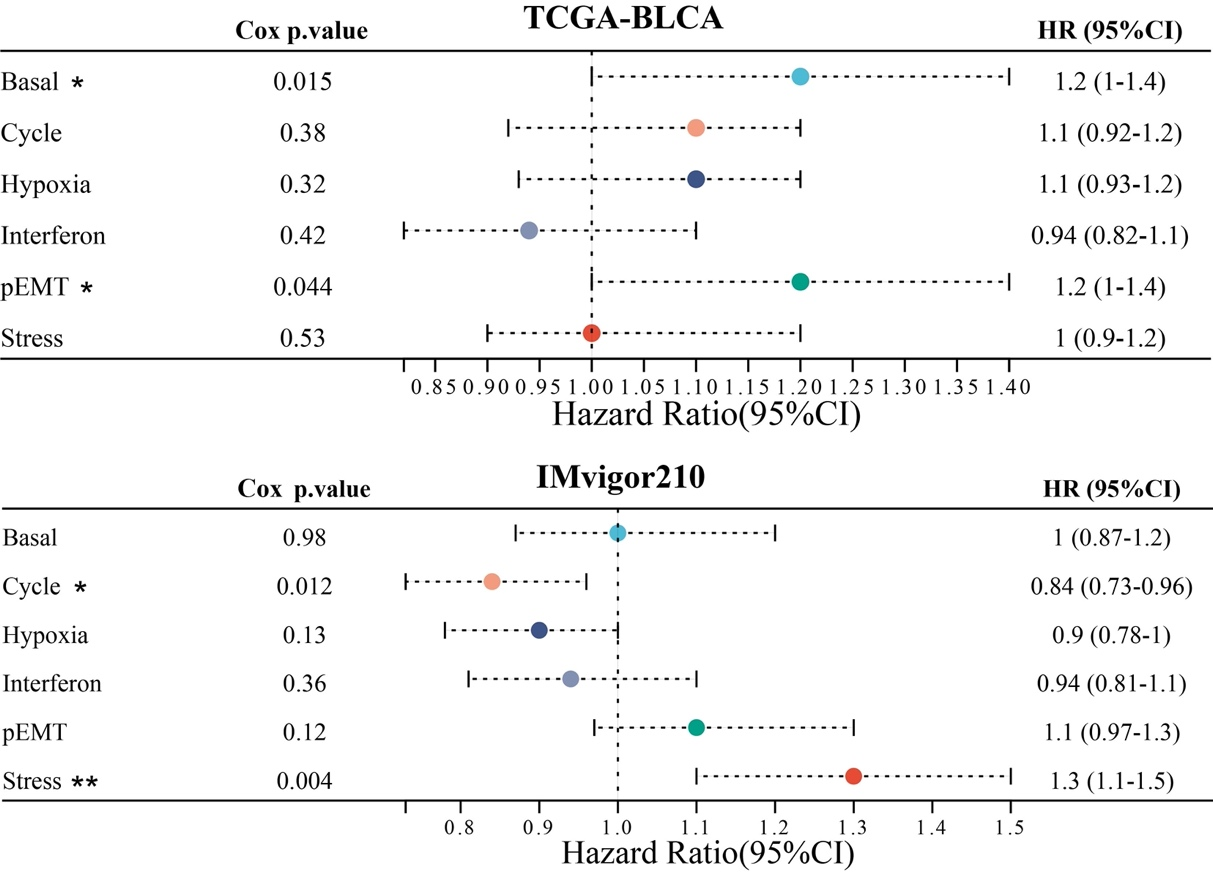 TCGA-BLCA
Cox p.value HR (95%CI)
Basal * 0.015 1.2 (1-1.4)
Cycle 0.38 1.1 (0.92-1.2)
Hypoxia 0.32 1.1 (0.93-1.2)
Interferon 0.42 0.94 (0.82-1.1)
pEMT * 0.044 1.2 (1-1.4)
Stress 0.53 1 (0.9-1.2)
0.85 0.90 0.95 1.00 1.05 1.10 1.15 1.20 1.25 1.30 1.35 1.40
Hazard Ratio(95%CI)
IMvigor210
Cox p.value HR (95%CI)
Basal 0.98 1 (0.87-1.2)
Cycle * 0.012 0.84 (0.73-0.96)
Hypoxia 0.13 0.9 (0.78-1)
Interferon 0.36 0.94 (0.81-1.1)
pEMT 0.12 1.1 (0.97-1.3)
Stress ** 0.004 1.3 (1.1-1.5)
0.8 0.9 1.0 1.1 1.2 1.3 1.4 1.5
Hazard Ratio(95%CI)